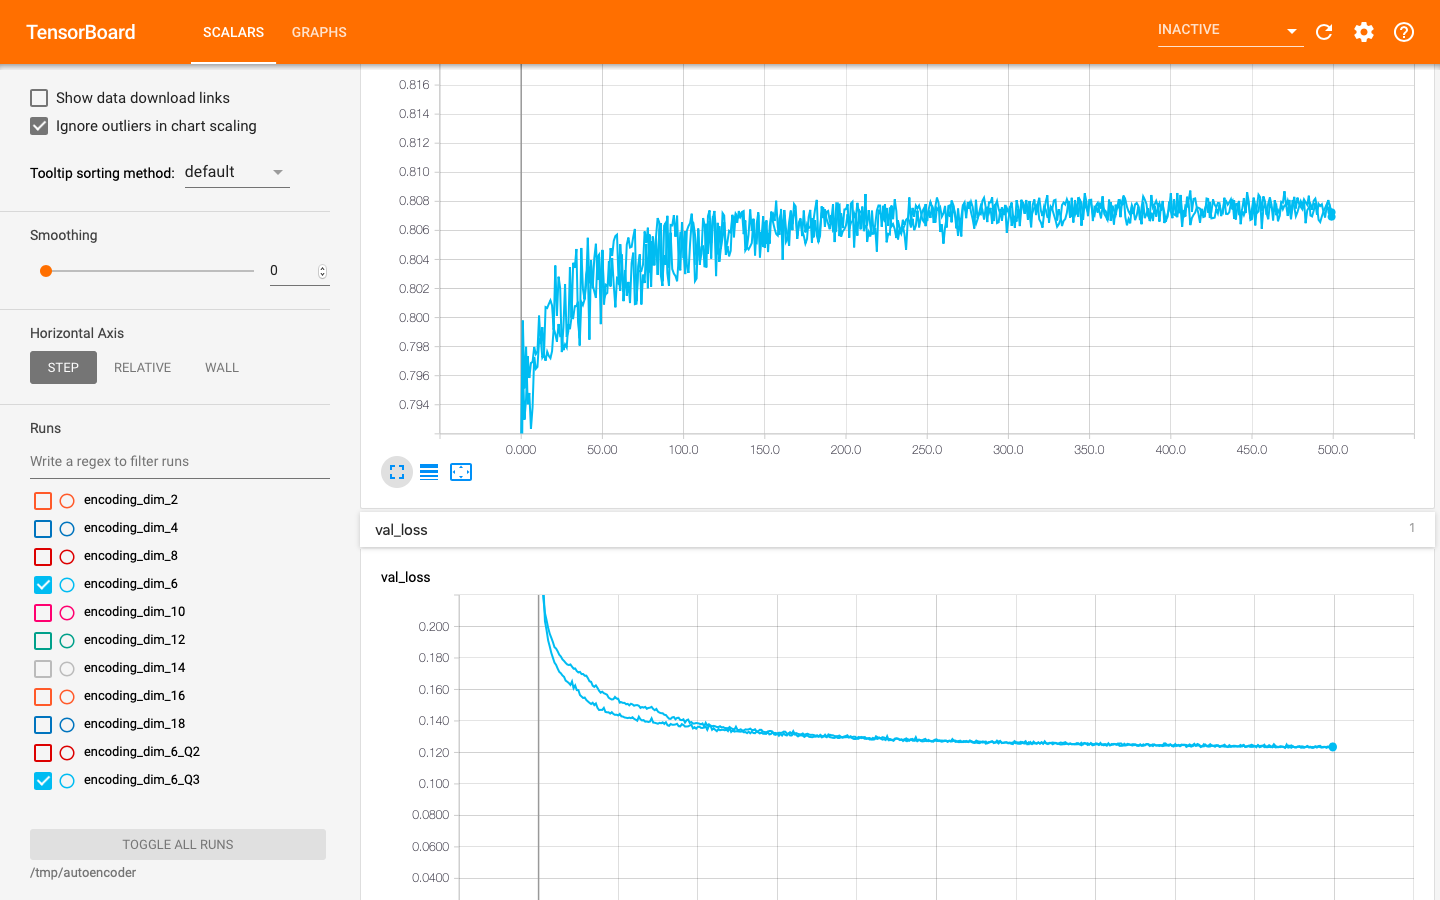 TensorBoard
SCALARS
GRAPHS
INACTIVE
Show data download links
Ignore outliers in chart scaling
Tooltip sorting method: default
Smoothing
0
Horizontal Axis
STEP RELATIVE WALL
Runs
Write a regex to filter runs
encoding_dim_2
encoding_dim_4
encoding_dim_8
encoding_dim_6
encoding_dim_10
encoding_dim_12
encoding_dim_14
encoding_dim_16
encoding_dim_18
encoding_dim_6_Q2
encoding_dim_6_Q3
TOGGLE ALL RUNS
/tmp/autoencoder
0.816
0.814
0.812
0.810
0.808
0.806
0.804
0.802
0.800
0.798
0.796
0.794
0.000 50.00 100.0 150.0 200.0 250.0 300.0 350.0 400.0 450.0 500.0
val_loss 1
val_loss
0.200
0.180
0.160
0.140
0.120
0.100
0.0800
0.0600
0.0400